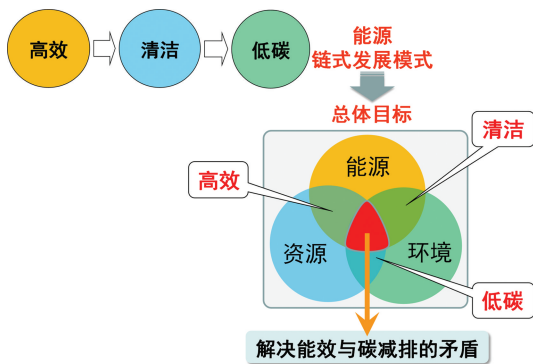 高效
清洁
低碳
能源
链式发展模式
总体目标
清洁
能源
高效
资源
环境
低碳
解决能效与碳减排的矛盾